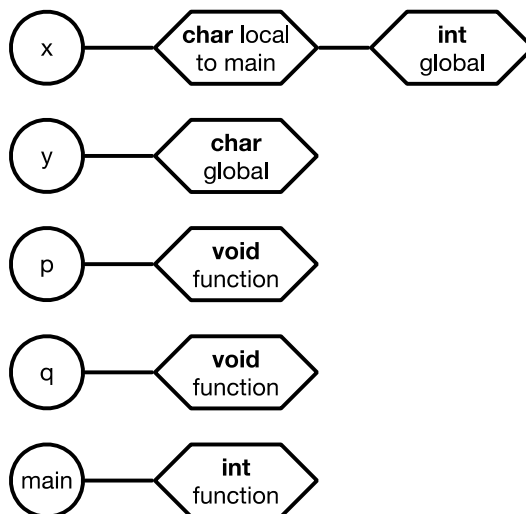 x
char local
to main
int
global
y
char
global
p
void
function
q
void
function
main
int
function